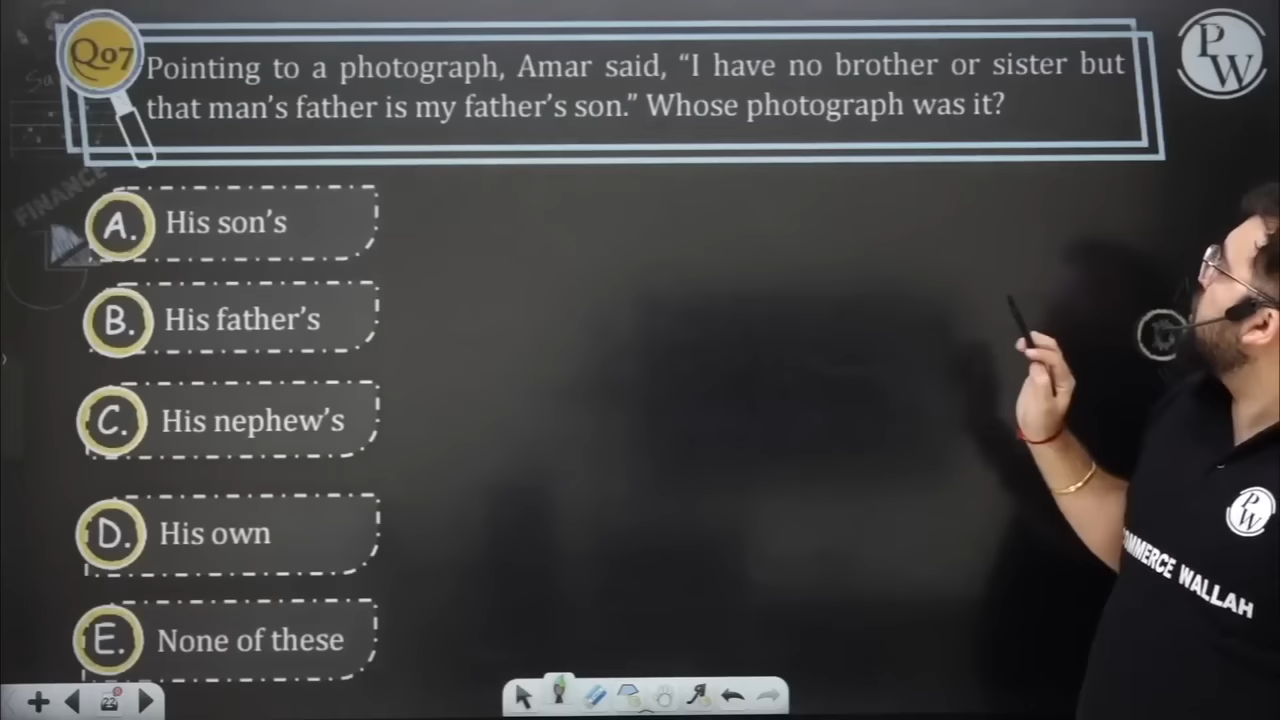 Q07
Pointing to a photograph, Amar said, “I have no brother or sister but
that man’s father is my father’s son.” Whose photograph was it?
PW
FINANCE
A. His son’s
B. His father’s
C. His nephew’s
D. His own
E. None of these
PW
COMMERCE WALLAH
22